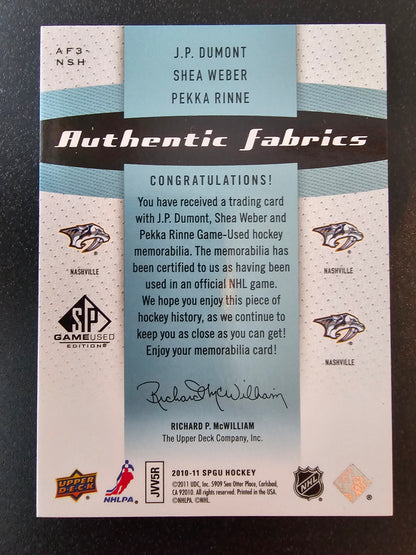 AF3-
NSH
J.P. DUMONT
SHEA WEBER
PEKKA RINNE
Authentic Fabrics
CONGRATULATIONS!
You have received a trading card
with J.P. Dumont, Shea Weber and
Pekka Rinne Game-Used hockey
memorabilia. The memorabilia has
been certified to us as having been
used in an official NHL game.
We hope you enjoy this piece of
hockey history, as we continue to
keep you as close as you can get!
Enjoy your memorabilia card!
NASHVILLE
NASHVILLE
NASHVILLE
SP
GAME USED
EDITION
Richard P. McWilliam
RICHARD P. McWILLIAM
The Upper Deck Company, Inc.
UPPER
DECK
NHLPA
JVV5R
2010-11 SPGU HOCKEY
©2011 UDC, Inc. 5909 Sea Otter Place, Carlsbad,
CA 92010. All rights reserved. Printed in the USA.
©NHLPA. ©NHL.
NHL
®